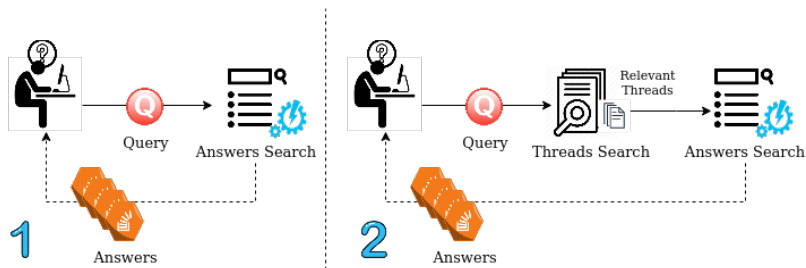 ?
Q
Query
Answers Search
Answers
1
?
Q
Query
Threads Search
Relevant
Threads
Answers Search
Answers
2